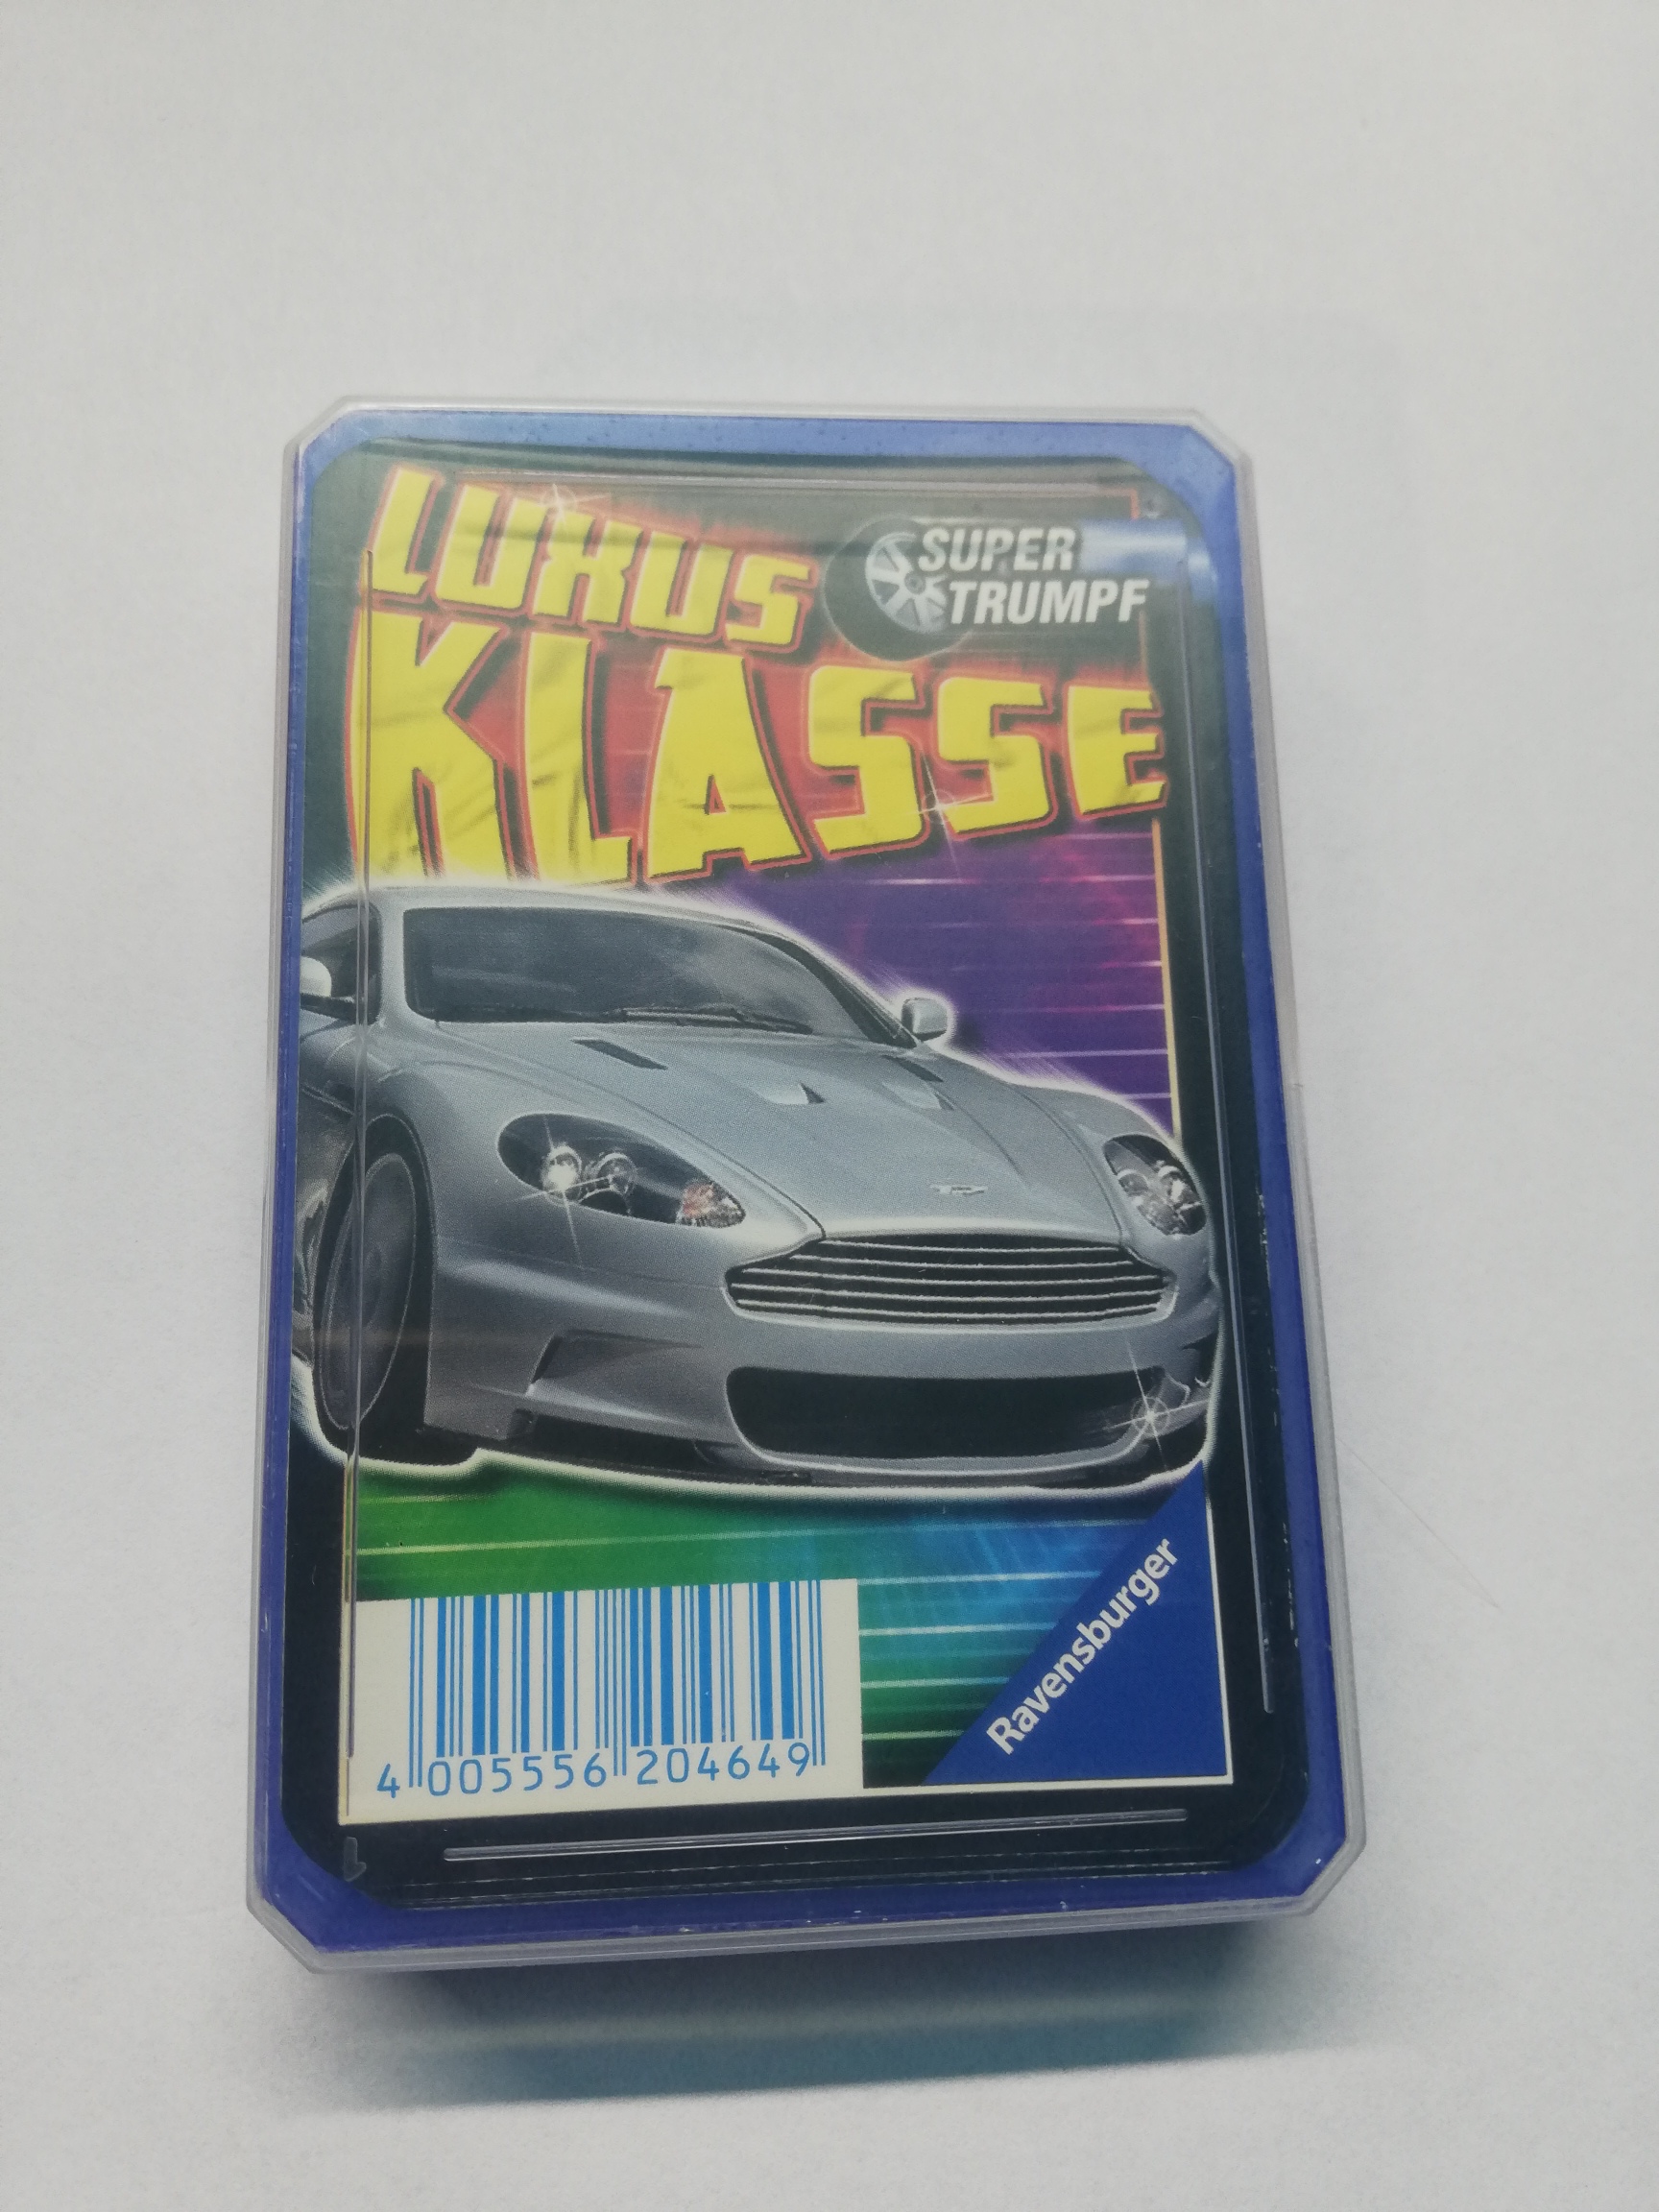 LUXUS
KLASSE
SUPER
TRUMPF
Ravensburger
4 005556 204649